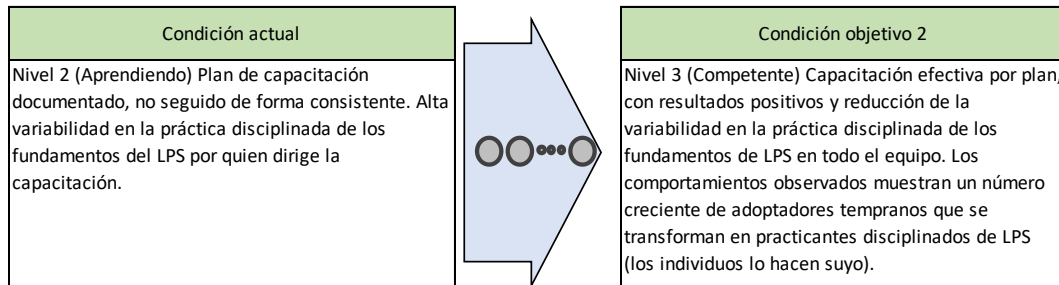 Condición actual
Nivel 2 (Aprendiendo) Plan de capacitación
documentado, no seguido de forma consistente. Alta
variabilidad en la práctica disciplinada de los
fundamentos del LPS por quien dirige la
capacitación.
Condición objetivo 2
Nivel 3 (Competente) Capacitación efectiva por plan,
con resultados positivos y reducción de la
variabilidad en la práctica disciplinada de los
fundamentos de LPS en todo el equipo. Los
comportamientos observados muestran un número
creciente de adoptadores tempranos que se
transforman en practicantes disciplinados de LPS
(los individuos lo hacen suyo).